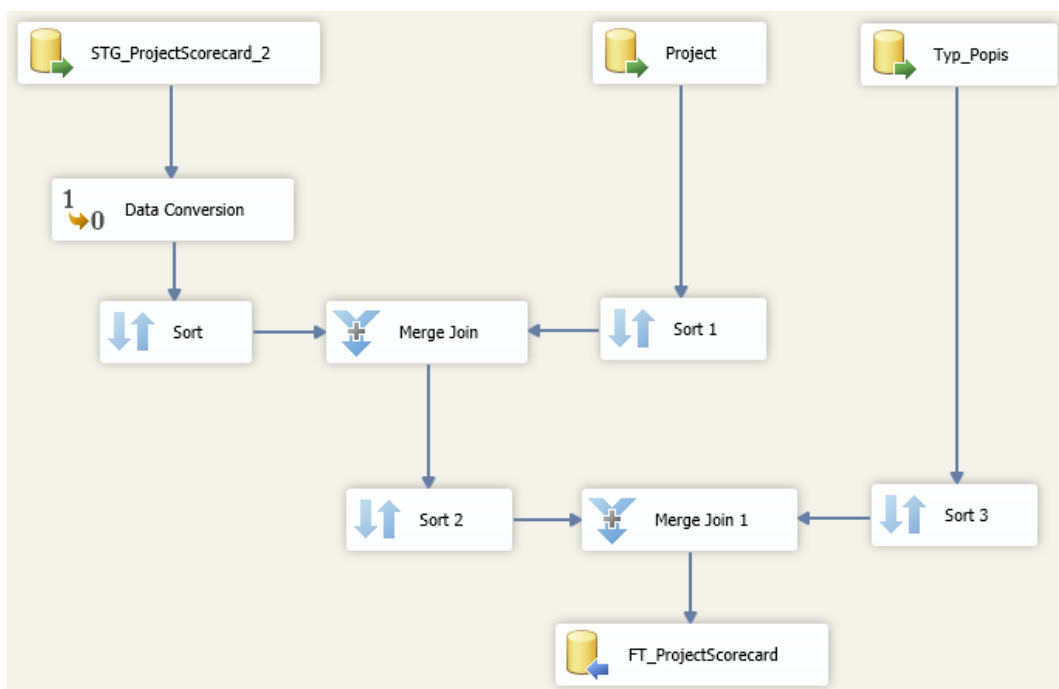 STG_ProjectScorecard_2
Project
Typ_Popis
1
0
Data Conversion
Sort
Merge Join
Sort 1
Sort 2
Merge Join 1
Sort 3
FT_ProjectScorecard